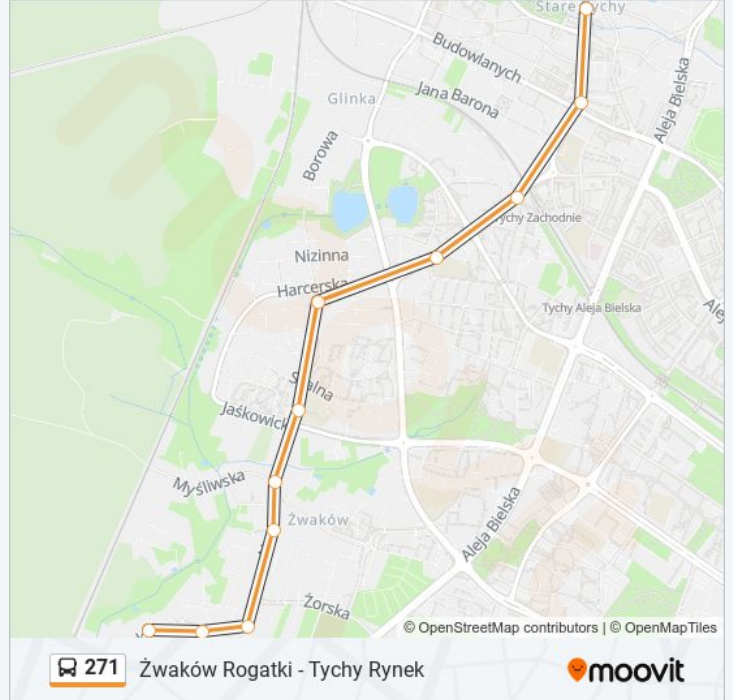 Stare Tychy
Budowlanych
Jana Barona
Aleja Bielska
Glinka
Borowa
Tychy Zachodnie
Nizinna
Harcerska
Tychy Aleja Bielska
Jaśkowick
Myśliwska
Żwaków
Aleja Bielska
Żorska
© OpenStreetMap contributors | © OpenMapTiles
271 Żwaków Rogatki - Tychy Rynek
moovit